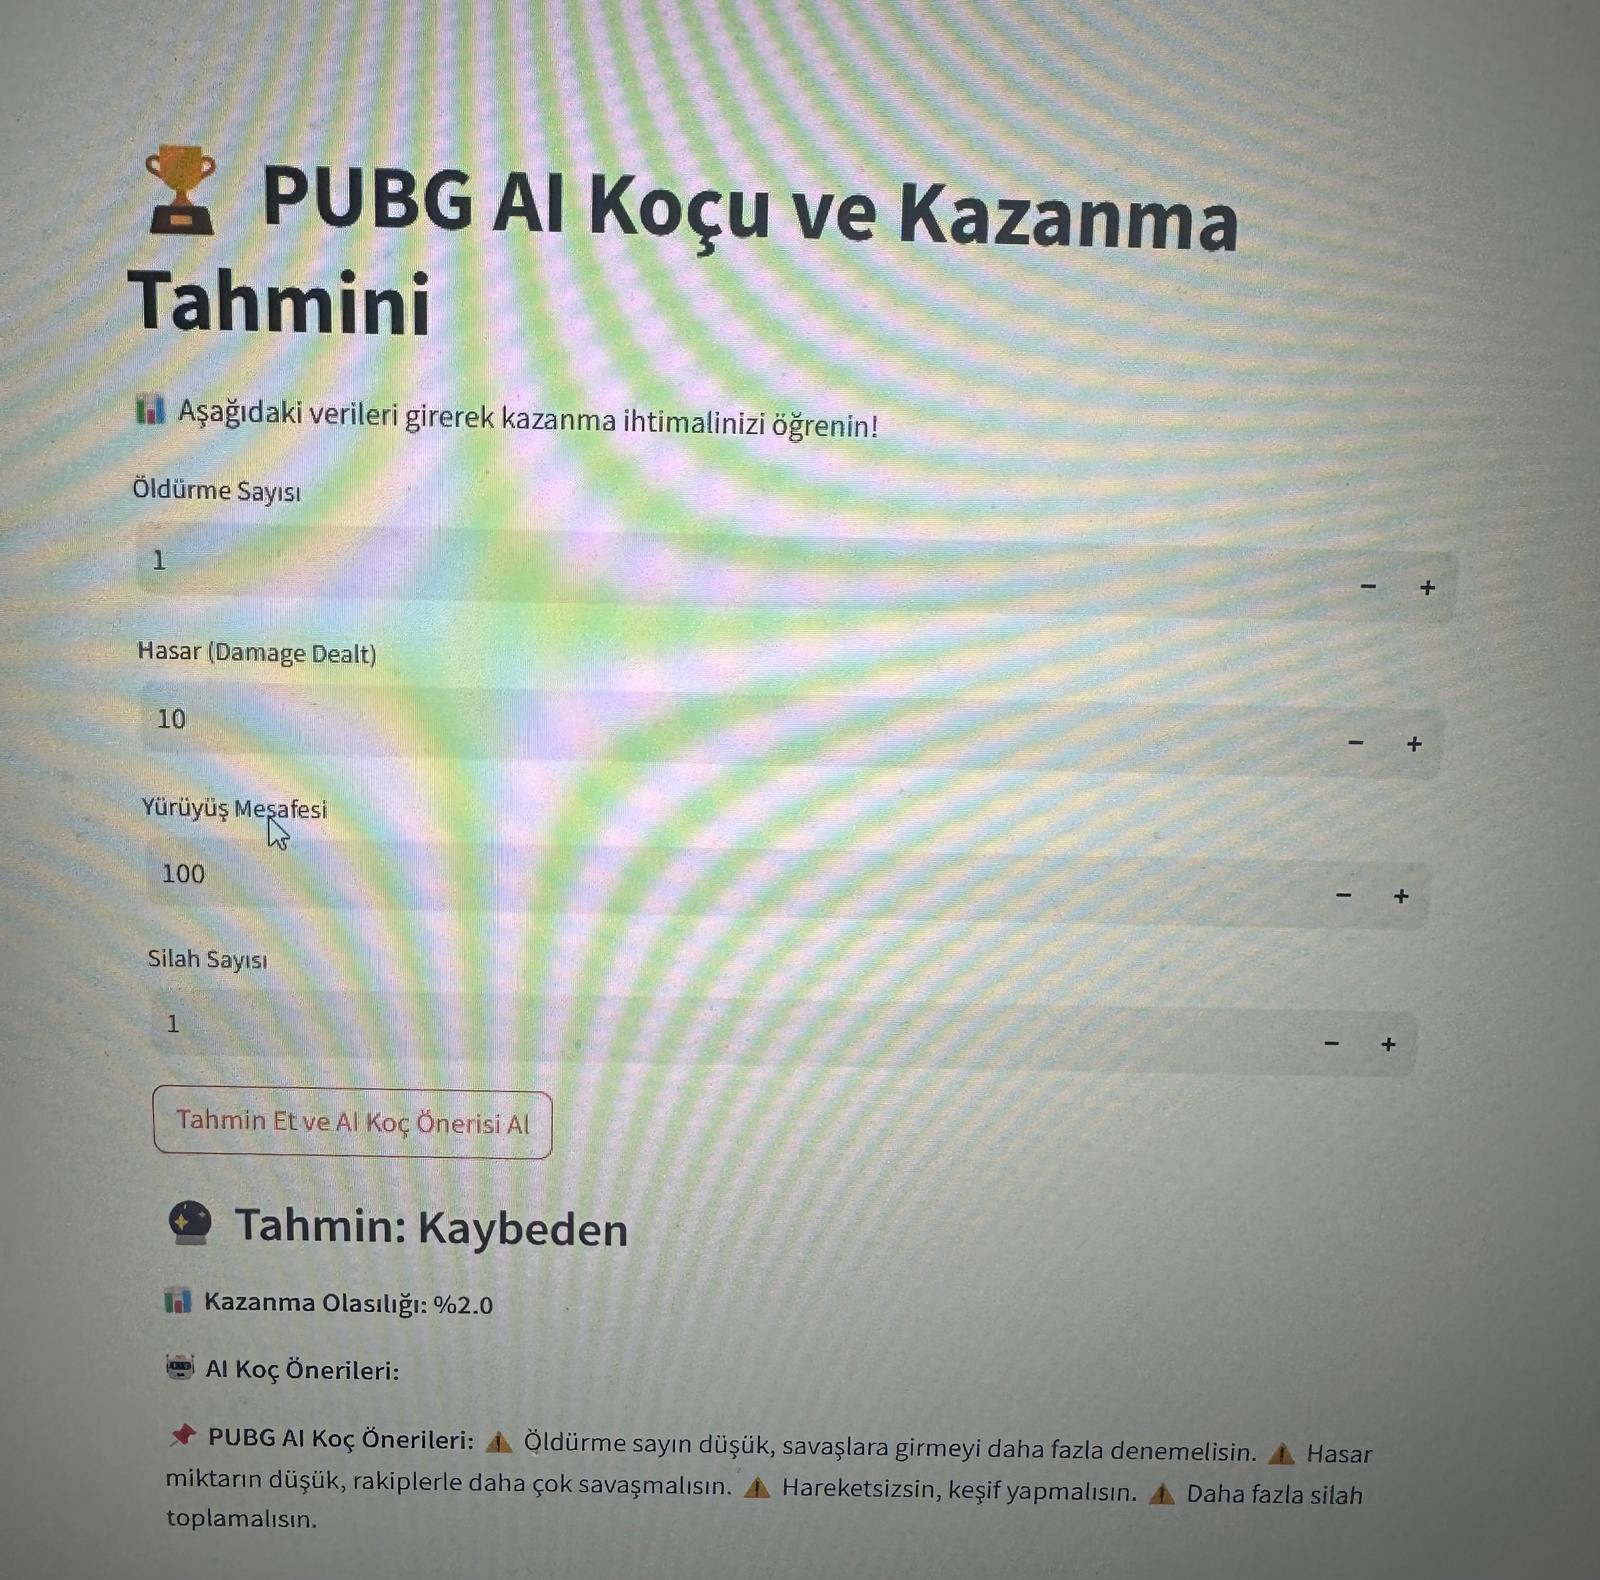 PUBG AI Koçu ve Kazanma
Tahmini
Aşağıdaki verileri girerek kazanma ihtimalinizi öğrenin!
Öldürme Sayısı
1 − +
Hasar (Damage Dealt)
10 − +
Yürüyüş Mesafesi
100 − +
Silah Sayısı
1 − +
Tahmin Et ve AI Koç Önerisi Al
Tahmin: Kaybeden
Kazanma Olasılığı: %2.0
AI Koç Önerileri:
PUBG AI Koç Önerileri: ⚠ Öldürme sayın düşük, savaşlara girmeyi daha fazla denemelisin. ⚠ Hasar
miktarın düşük, rakiplerle daha çok savaşmalısın. ⚠ Hareketsizsin, keşif yapmalısın. ⚠ Daha fazla silah
toplamalısın.